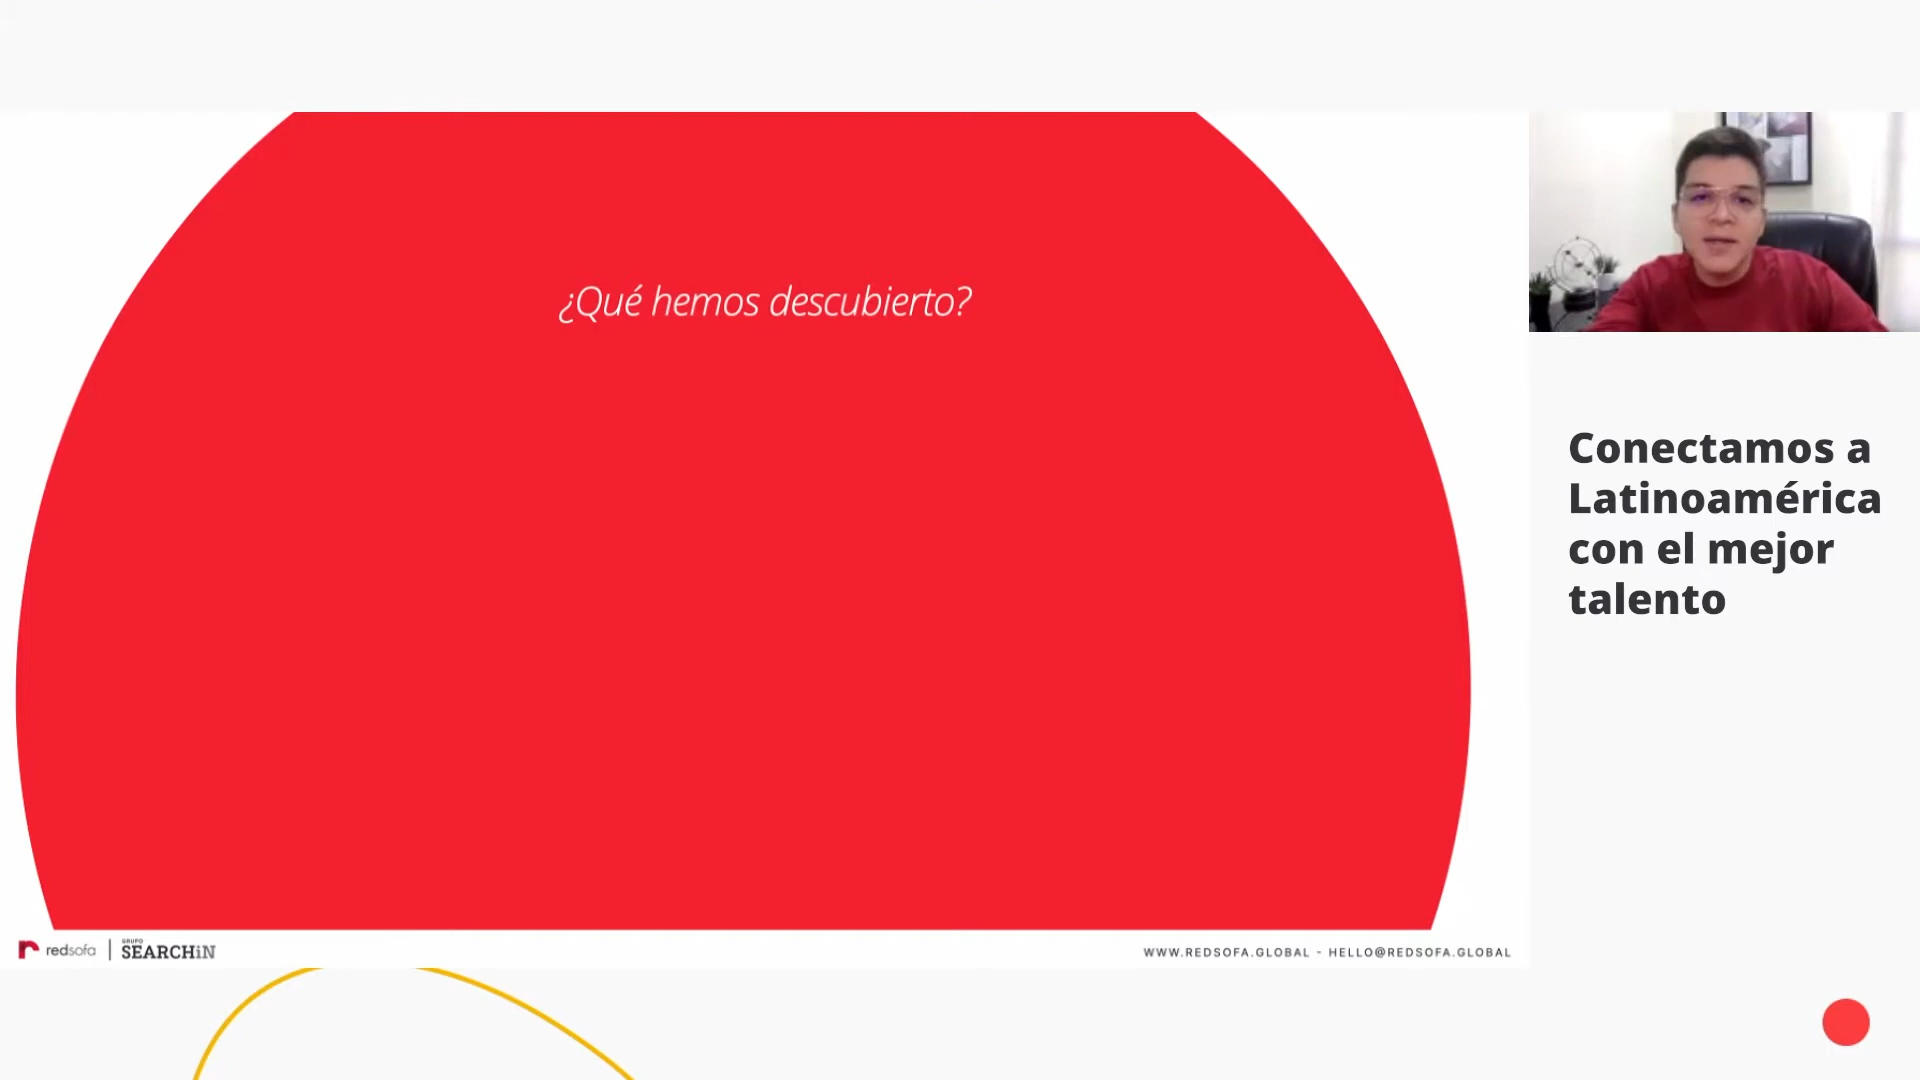 ¿Qué hemos descubierto?
Conectamos a
Latinoamérica
con el mejor
talento
redsofa
GRUPO
SEARCHiN
WWW.REDSOFA.GLOBAL - HELLO@REDSOFA.GLOBAL